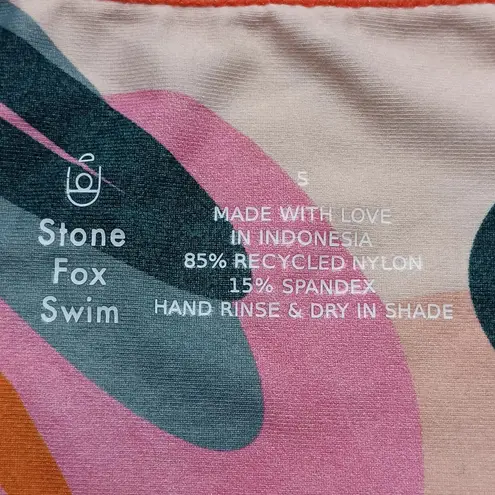 Stone
Fox
Swim
S
MADE WITH LOVE
IN INDONESIA
85% RECYCLED NYLON
15% SPANDEX
HAND RINSE & DRY IN SHADE